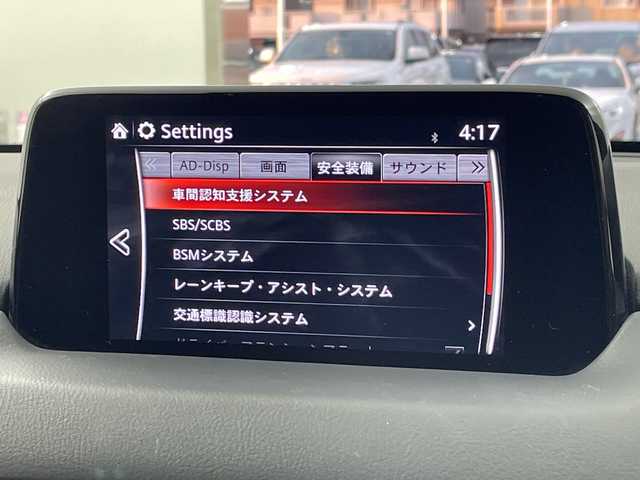 Settings 4:17
AD-Disp 画面 安全装備 サウンド
車間認知支援システム
SBS/SCBS
BSMシステム
レーンキープ・アシスト・システム
交通標識認識システム